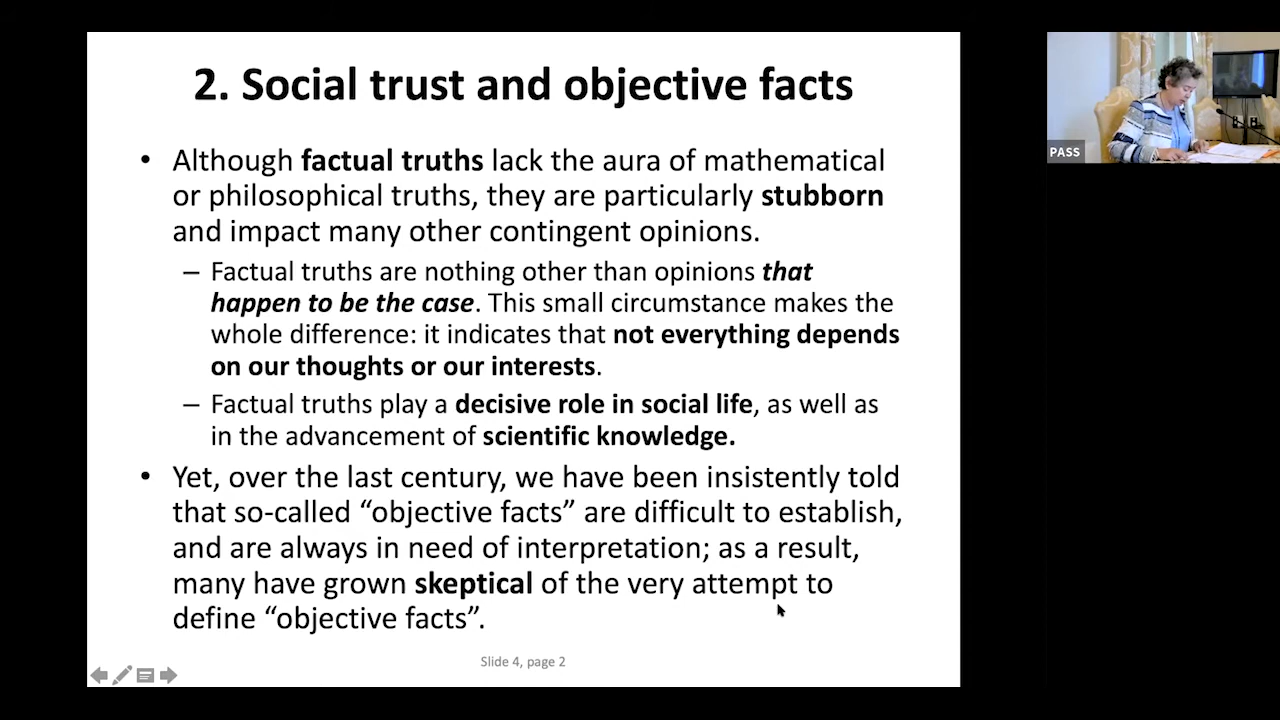 2. Social trust and objective facts
• Although factual truths lack the aura of mathematical
or philosophical truths, they are particularly stubborn
and impact many other contingent opinions.
– Factual truths are nothing other than opinions that
happen to be the case. This small circumstance makes the
whole difference: it indicates that not everything depends
on our thoughts or our interests.
– Factual truths play a decisive role in social life, as well as
in the advancement of scientific knowledge.
• Yet, over the last century, we have been insistently told
that so-called “objective facts” are difficult to establish,
and are always in need of interpretation; as a result,
many have grown skeptical of the very attempt to
define “objective facts”.
Slide 4, page 2
PASS